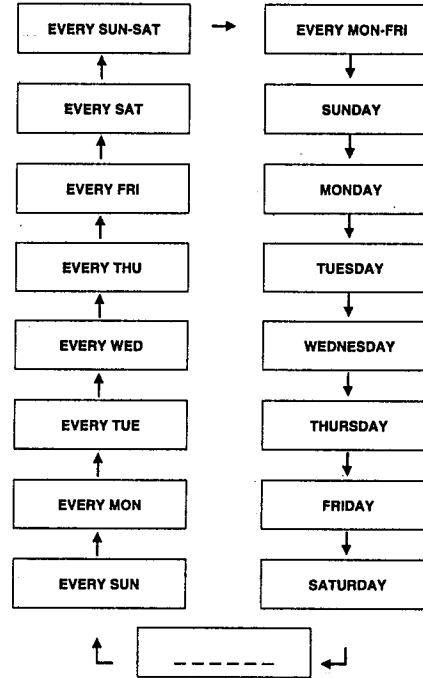 EVERY SUN-SAT
EVERY MON-FRI
EVERY SAT
SUNDAY
EVERY FRI
MONDAY
EVERY THU
TUESDAY
EVERY WED
WEDNESDAY
EVERY TUE
THURSDAY
EVERY MON
FRIDAY
EVERY SUN
SATURDAY
_ _ _ _ _ _ _